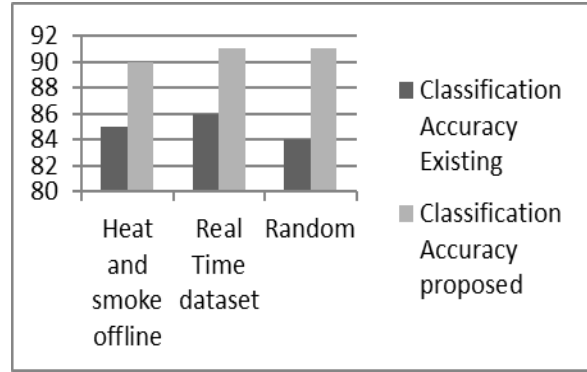 92
90
88
86
84
82
80
Heat
and
smoke
offline
Real
Time
dataset
Random
Classification
Accuracy
Existing
Classification
Accuracy
proposed